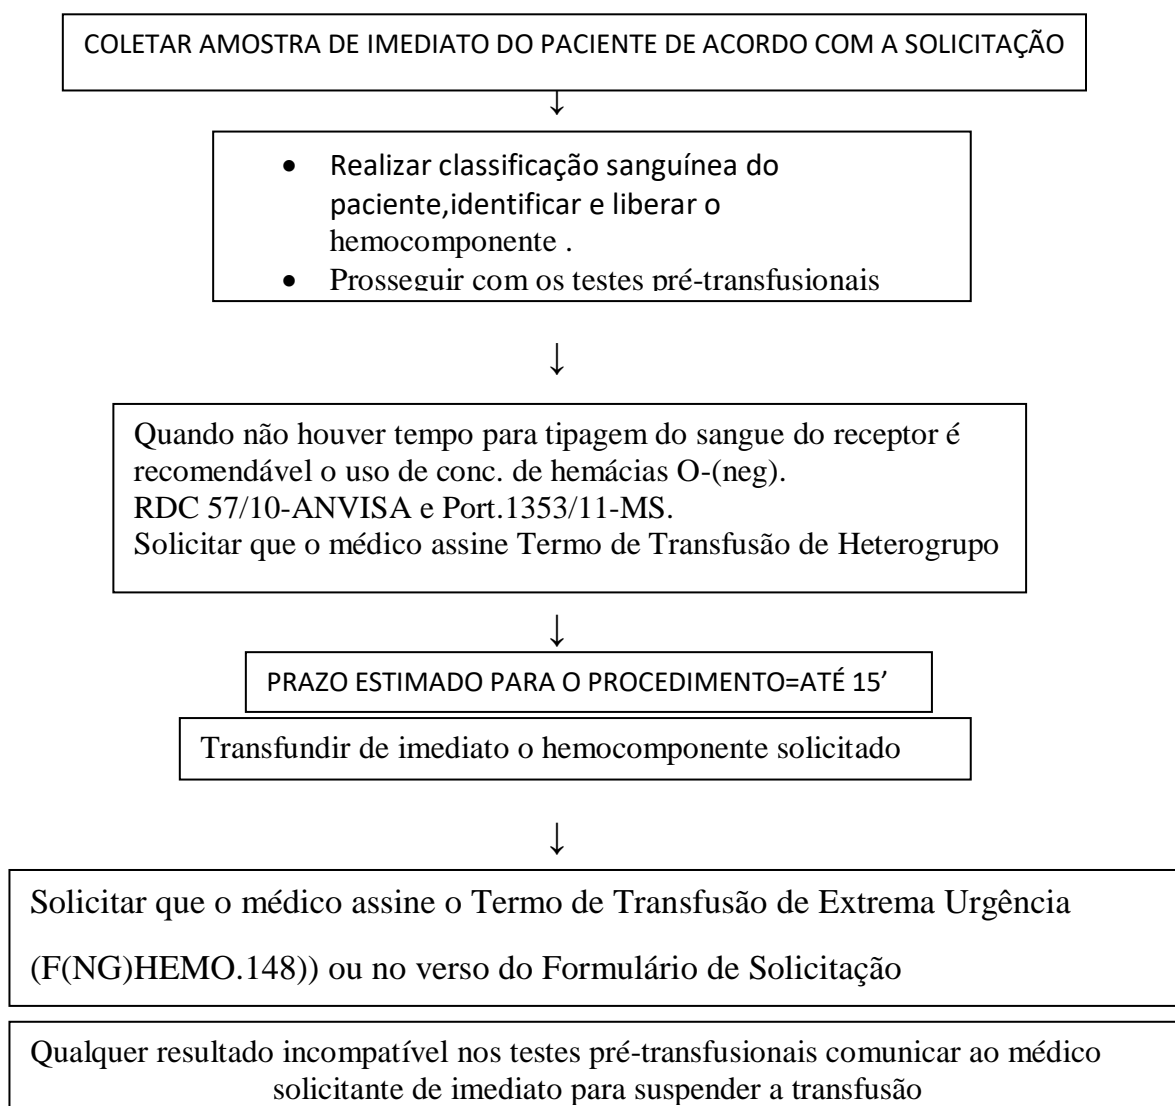 COLETAR AMOSTRA DE IMEDIATO DO PACIENTE DE ACORDO COM A SOLICITAÇÃO
↓
• Realizar classificação sanguínea do
paciente,identificar e liberar o
hemocomponente .
• Prosseguir com os testes pré-transfusionais
↓
Quando não houver tempo para tipagem do sangue do receptor é
recomendável o uso de conc. de hemácias O-(neg).
RDC 57/10-ANVISA e Port.1353/11-MS.
Solicitar que o médico assine Termo de Transfusão de Heterogrupo
↓
PRAZO ESTIMADO PARA O PROCEDIMENTO=ATÉ 15’
Transfundir de imediato o hemocomponente solicitado
↓
Solicitar que o médico assine o Termo de Transfusão de Extrema Urgência
(F(NG)HEMO.148)) ou no verso do Formulário de Solicitação
Qualquer resultado incompatível nos testes pré-transfusionais comunicar ao médico
solicitante de imediato para suspender a transfusão